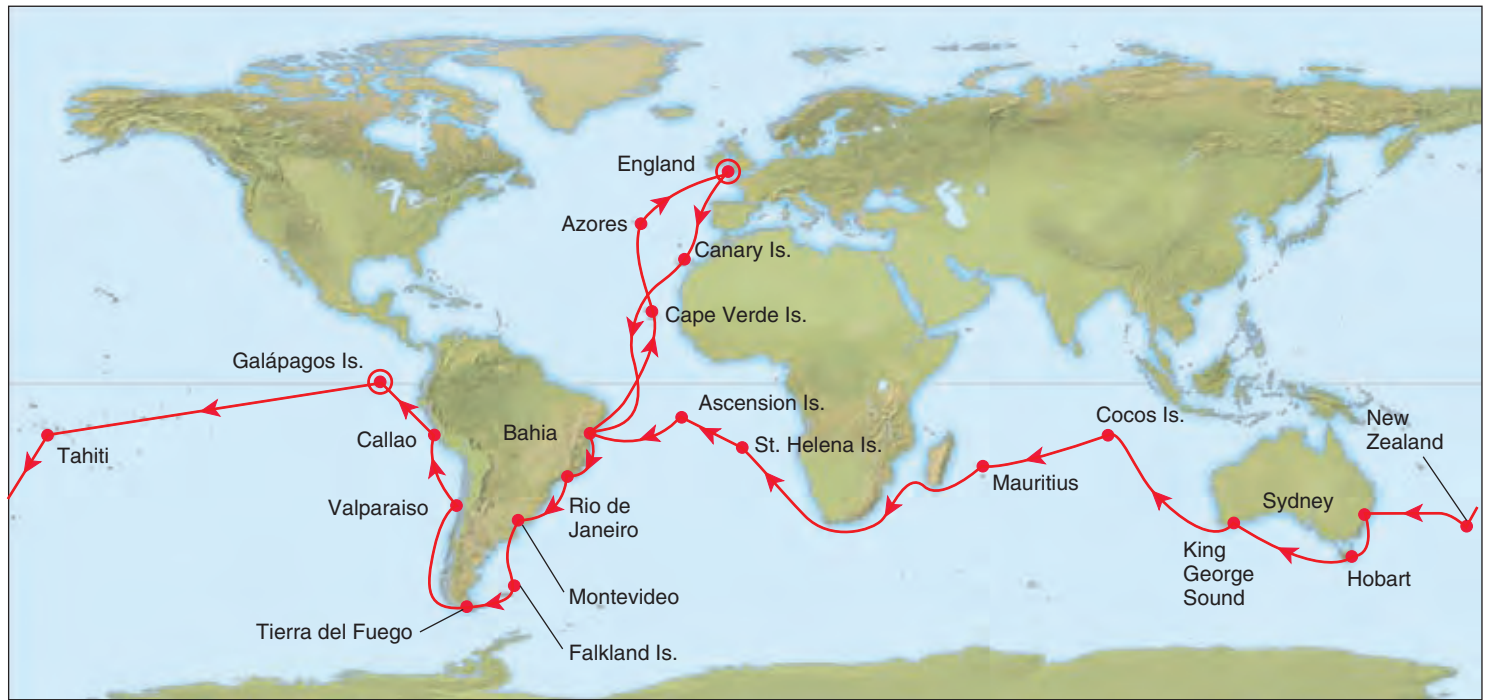 England
Azores
Canary Is.
Cape Verde Is.
Galápagos Is.
Ascension Is.
Cocos Is.
New
Zealand
Bahia
Callao
St. Helena Is.
Tahiti
Mauritius
Valparaiso
Rio de
Janeiro
Sydney
King
George
Sound
Hobart
Montevideo
Tierra del Fuego
Falkland Is.